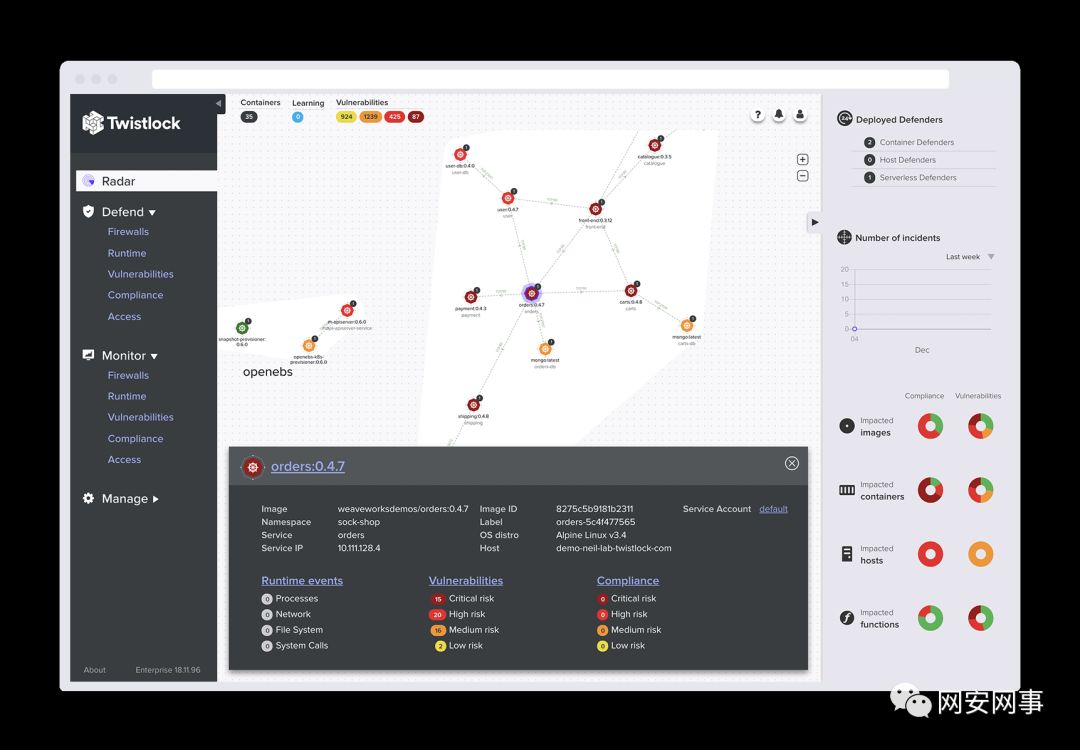 Twistlock
Radar
Defend
Firewalls
Runtime
Vulnerabilities
Compliance
Access
Monitor
Firewalls
Runtime
Vulnerabilities
Compliance
Access
Manage
About Enterprise 18.11.96
Containers Learning Vulnerabilities
35 0 924 1239 425 87
?
user-db:0.4.0
user-db
catalogue:0.3.5
catalogue
user:0.4.7
user
front-end:0.3.12
front-end
payment:0.4.3
payment
orders:0.4.7
orders
carts:0.4.8
carts
mongo:latest
carts-db
mongo:latest
orders-db
shipping:0.4.8
shipping
snapshot-provisioner:
0.6.0
m-apiserver:0.6.0
maya-apiserver-service
openebs-k8s-
provisioner:0.6.0
openebs
orders:0.4.7
Image weaveworksdemos/orders:0.4.7 Image ID 8275c5b9181b2311 Service Account default
Namespace sock-shop Label orders-5c4f477565
Service orders OS distro Alpine Linux v3.4
Service IP 10.111.128.4 Host demo-neil-lab-twistlock-com
Runtime events Vulnerabilities Compliance
0 Processes 15 Critical risk 0 Critical risk
0 Network 20 High risk 0 High risk
0 File System 16 Medium risk 0 Medium risk
0 System Calls 2 Low risk 0 Low risk
Deployed Defenders
2 Container Defenders
0 Host Defenders
1 Serverless Defenders
Number of incidents
Last week
20
15
10
5
0
04
Dec
Compliance Vulnerabilities
Impacted
images
Impacted
containers
Impacted
hosts
Impacted
functions
网安网事